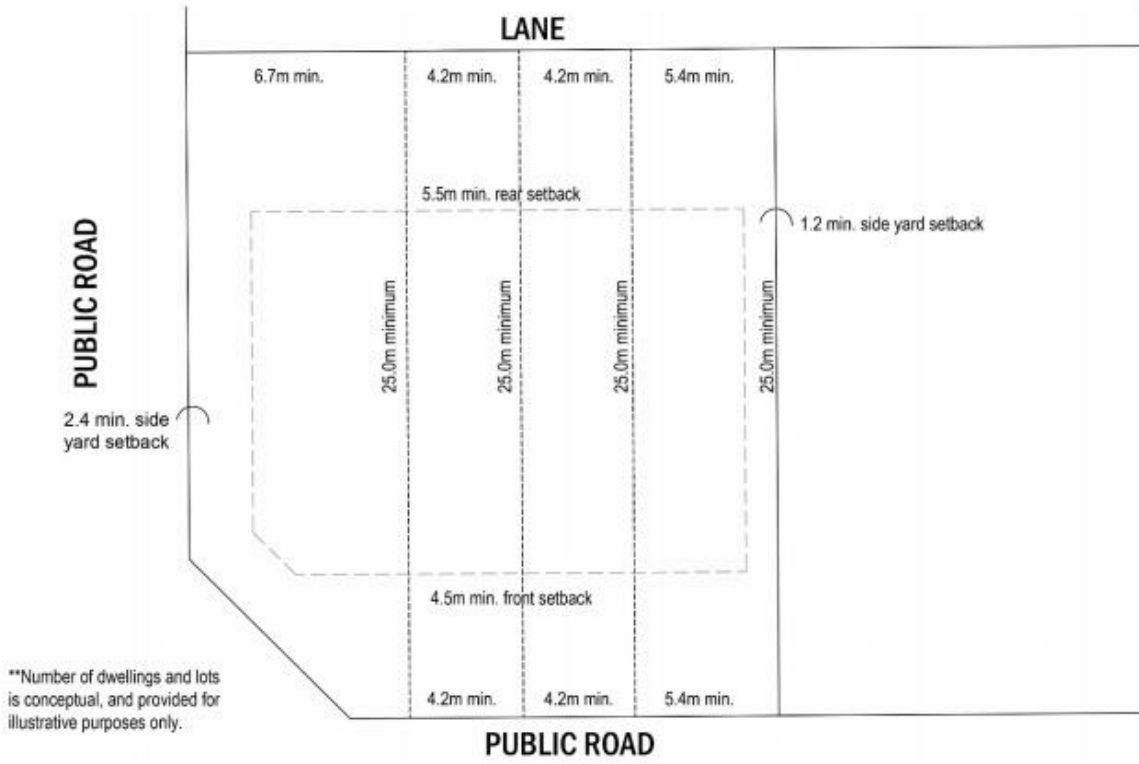 LANE
6.7m min.
4.2m min.
4.2m min.
5.4m min.
5.5m min. rear setback
1.2 min. side yard setback
PUBLIC ROAD
25.0m minimum
25.0m minimum
25.0m minimum
25.0m minimum
2.4 min. side
yard setback
4.5m min. front setback
**Number of dwellings and lots
is conceptual, and provided for
illustrative purposes only.
4.2m min.
4.2m min.
5.4m min.
PUBLIC ROAD